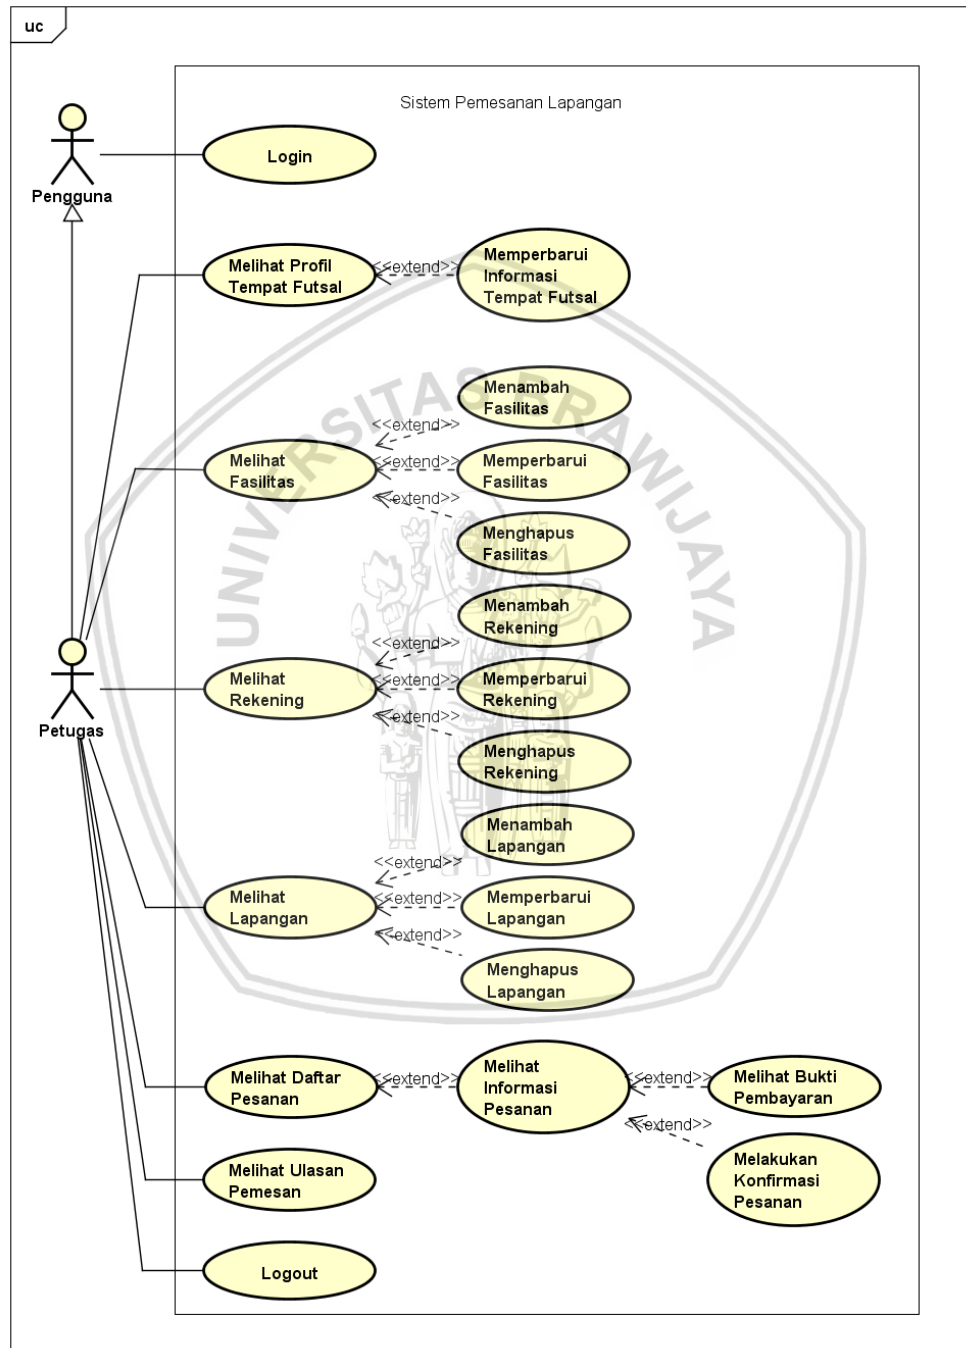 uc
Sistem Pemesanan Lapangan
Pengguna
Login
Melihat Profil
Tempat Futsal
<<extend>>
Memperbarui
Informasi
Tempat Futsal
UNIVERSITAS BRAWIJAYA
Melihat
Fasilitas
<<extend>>
<<extend>>
<<extend>>
Menambah
Fasilitas
Memperbarui
Fasilitas
Menghapus
Fasilitas
Petugas
Melihat
Rekening
<<extend>>
<<extend>>
<<extend>>
Menambah
Rekening
Memperbarui
Rekening
Menghapus
Rekening
Melihat
Lapangan
<<extend>>
<<extend>>
<<extend>>
Menambah
Lapangan
Memperbarui
Lapangan
Menghapus
Lapangan
Melihat Daftar
Pesanan
<<extend>>
Melihat
Informasi
Pesanan
<<extend>>
<<extend>>
Melihat Bukti
Pembayaran
Melakukan
Konfirmasi
Pesanan
Melihat Ulasan
Pemesan
Logout